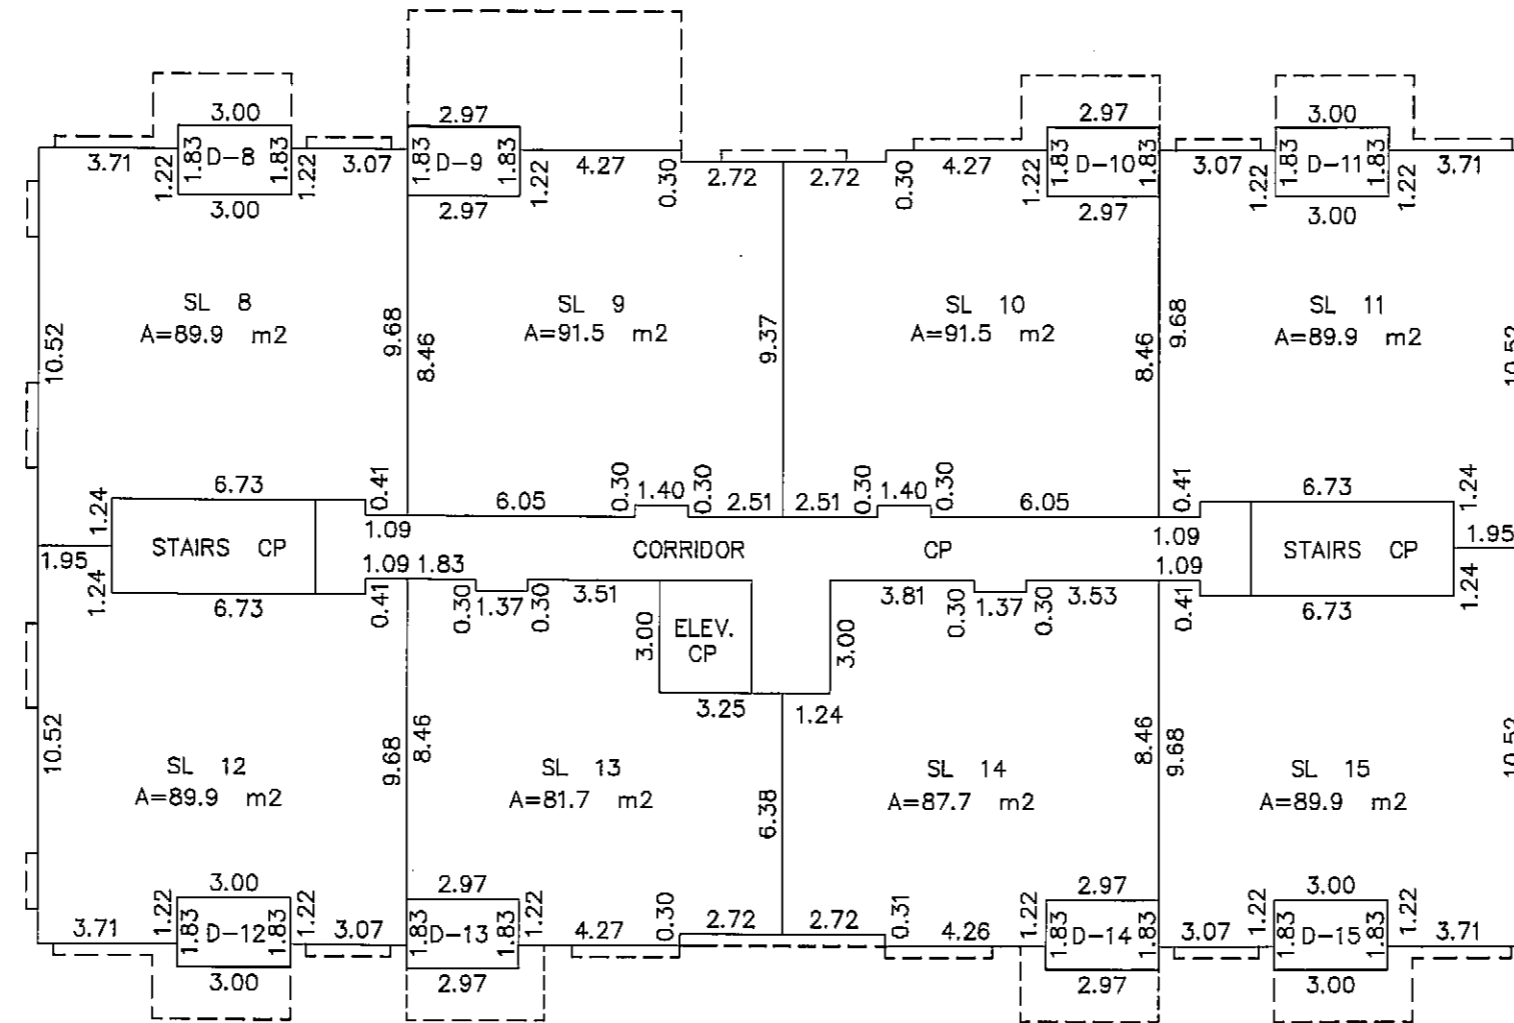 3.00 2.97 2.97 3.00
3.71 1.22 1.83 D-8 1.83 1.22 3.07 1.83 D-9 1.83 1.22 4.27 0.30 2.72 2.72 0.30 4.27 1.22 1.83 D-10 1.83 3.07 1.22 1.83 D-11 1.83 1.22 3.71
3.00 2.97 2.97 3.00
SL 8 SL 9 SL 10 SL 11
A=89.9 m2 A=91.5 m2 A=91.5 m2 A=89.9 m2
10.52 9.68 8.46 9.37 8.46 9.68 10.52
6.73 0.41 6.05 0.30 1.40 0.30 2.51 2.51 0.30 1.40 0.30 6.05 0.41 6.73
1.24 1.09 1.09 1.24
1.95 STAIRS CP CORRIDOR CP STAIRS CP 1.95
1.24 1.09 1.83 1.09 1.24
6.73 0.41 0.30 1.37 0.30 3.51 3.81 0.30 1.37 0.30 3.53 0.41 6.73
3.00 ELEV. 3.00
CP
3.25 1.24
10.52 9.68 8.46 8.46 9.68 10.52
SL 12 SL 13 SL 14 SL 15
A=89.9 m2 A=81.7 m2 A=87.7 m2 A=89.9 m2
6.38
3.00 2.97 2.97 3.00
3.71 1.22 1.83 D-12 1.83 1.22 3.07 1.83 D-13 1.83 1.22 4.27 0.30 2.72 2.72 0.31 4.26 1.22 1.83 D-14 1.83 3.07 1.22 1.83 D-15 1.83 1.22 3.71
3.00 2.97 2.97 3.00